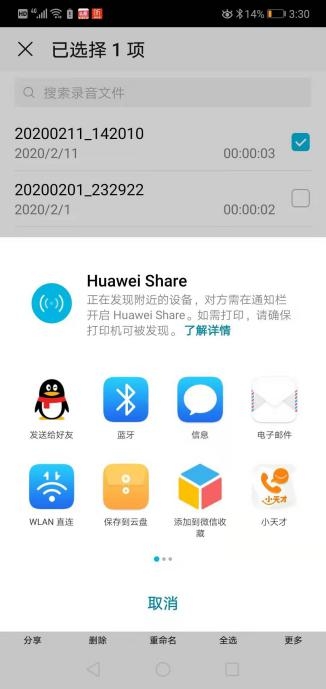 HD 4G 14% 3:30
已选择 1 项
搜索录音文件
20200211_142010
2020/2/11 00:00:03
20200201_232922
2020/2/1 00:00:02
Huawei Share
正在发现附近的设备，对方需在通知栏
开启 Huawei Share。如需打印，请确保
打印机可被发现。 了解详情
发送给好友 蓝牙 信息 电子邮件
小天才
WLAN 直连 保存到云盘 添加到微信收 小天才
藏
取消
分享 删除 重命名 全选 更多